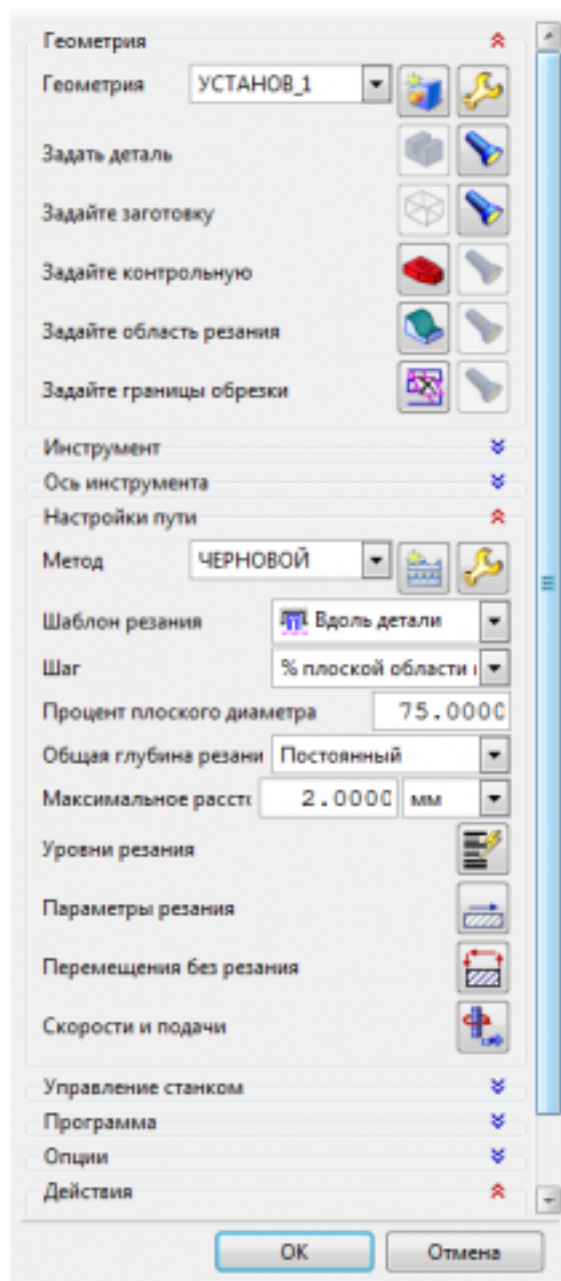 Геометрия
Геометрия УСТАНОВ_1
Задать деталь
Задайте заготовку
Задайте контрольную
Задайте область резания
Задайте границы обрезки
Инструмент
Ось инструмента
Настройки пути
Метод ЧЕРНОВОЙ
Шаблон резания Вдоль детали
Шаг % плоской области
Процент плоского диаметра 75.0000
Общая глубина резани Постоянный
Максимальное расст 2.0000 мм
Уровни резания
Параметры резания
Перемещения без резания
Скорости и подачи
Управление станком
Программа
Опции
Действия
ОК Отмена